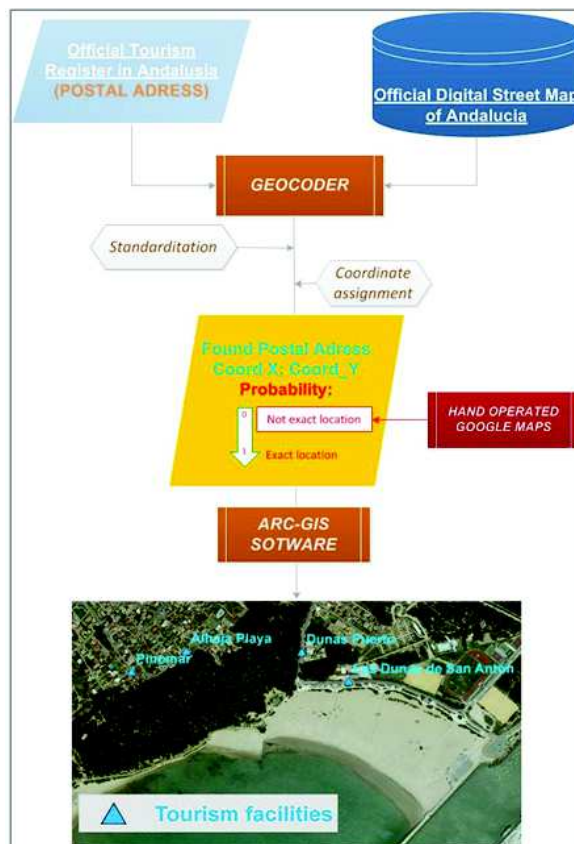 Official Tourism
Register in Andalusia
(POSTAL ADRESS)
Official Digital Street Map
of Andalucia
GEOCODER
Standarditation
Coordinate
assignment
Found Postal Adress
Coord X; Coord_Y
Probability:
0
Not exact location
1
Exact location
HAND OPERATED
GOOGLE MAPS
ARC-GIS
SOTWARE
Alhaja Playa
Dunas Puerto
Pinomar
Las Dunas de San Antón
Tourism facilities